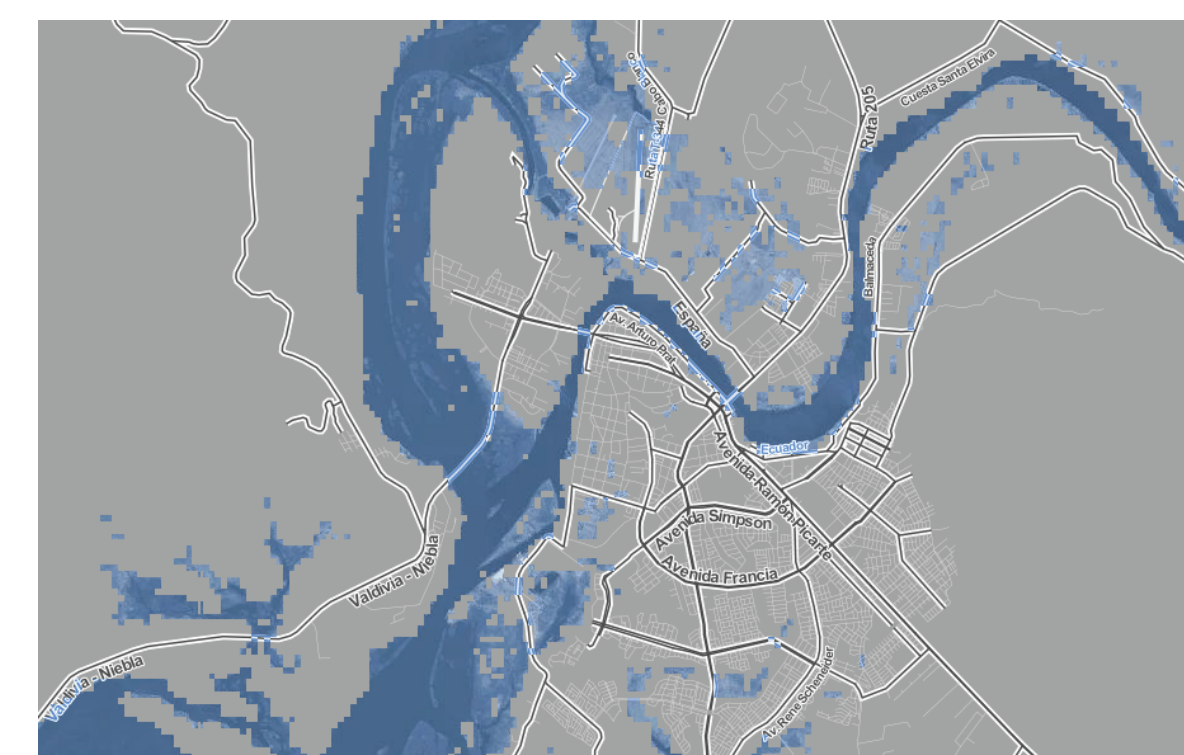 Ruta T-344 Cabo Blanco
Ruta 205
Cuesta Santa Elvira
Balmaceda
España
Av. Arturo Prat
Ecuador
Avenida Ramón Picarte
Avenida Simpson
Avenida Francia
Valdivia - Niebla
Valdivia - Niebla
Av. Rene Schneider